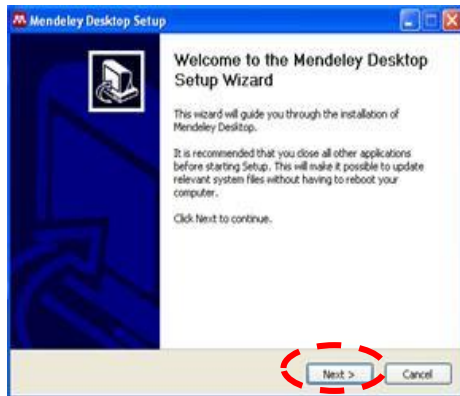 Mendeley Desktop Setup
Welcome to the Mendeley Desktop
Setup Wizard
This wizard will guide you through the installation of
Mendeley Desktop.
It is recommended that you close all other applications
before starting Setup. This will make it possible to update
relevant system files without having to reboot your
computer.
Click Next to continue.
Next >
Cancel